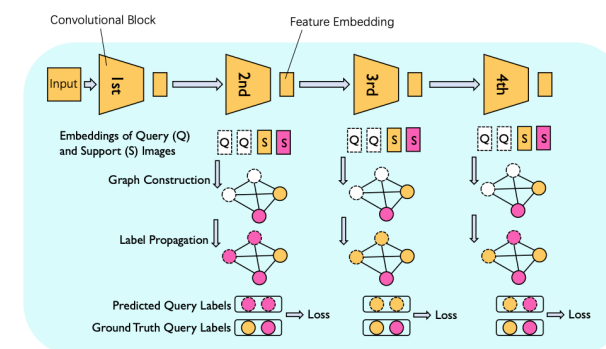 Convolutional Block
Feature Embedding
Input
1st
2nd
3rd
4th
Embeddings of Query (Q)
and Support (S) Images
Q Q S S
Q Q S S
Q Q S S
Graph Construction
Label Propagation
Predicted Query Labels
Ground Truth Query Labels
Loss
Loss
Loss